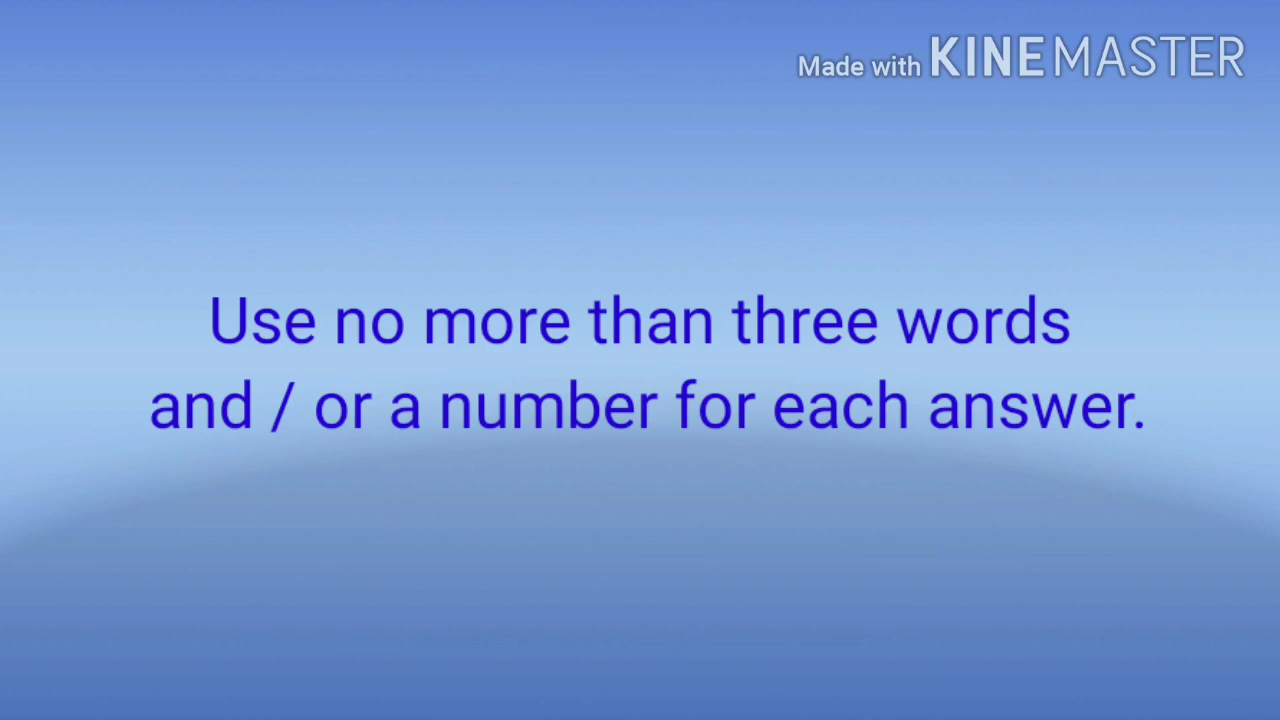 Made with KINEMASTER
Use no more than three words
and / or a number for each answer.